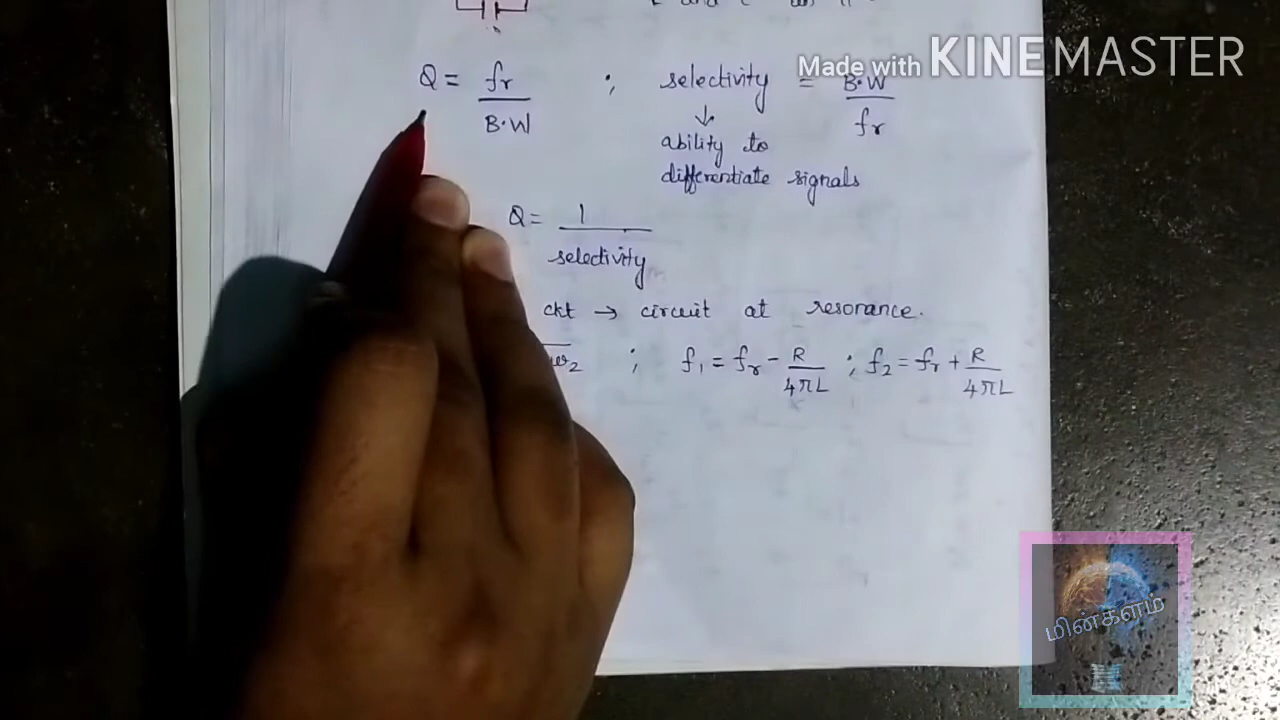 Made with KINEMASTER
Q = fr / B.W ; selectivity = B.W / fr
↓
ability to
differentiate signals
Q = 1 / selectivity
ckt → circuit at resonance.
ω2 ; f1 = fr - R / 4πL ; f2 = fr + R / 4πL
மின்களம்